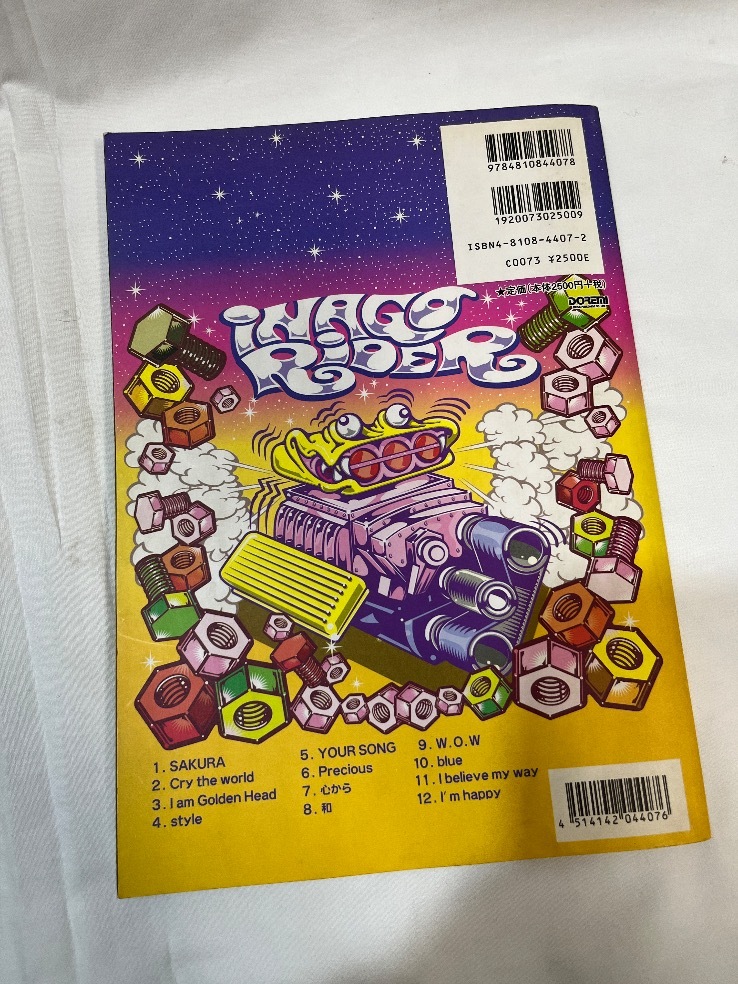 9784810844078
1920073025009
ISBN4-8108-4407-2
C0073 ¥2500E
★定価(本体2500円+税)
DOREMI
INAGO
RIDER
1. SAKURA
2. Cry the world
3. I am Golden Head
4. style
5. YOUR SONG
6. Precious
7. 心から
8. 和
9. W.O.W
10. blue
11. I believe my way
12. I'm happy
4 514142 044076